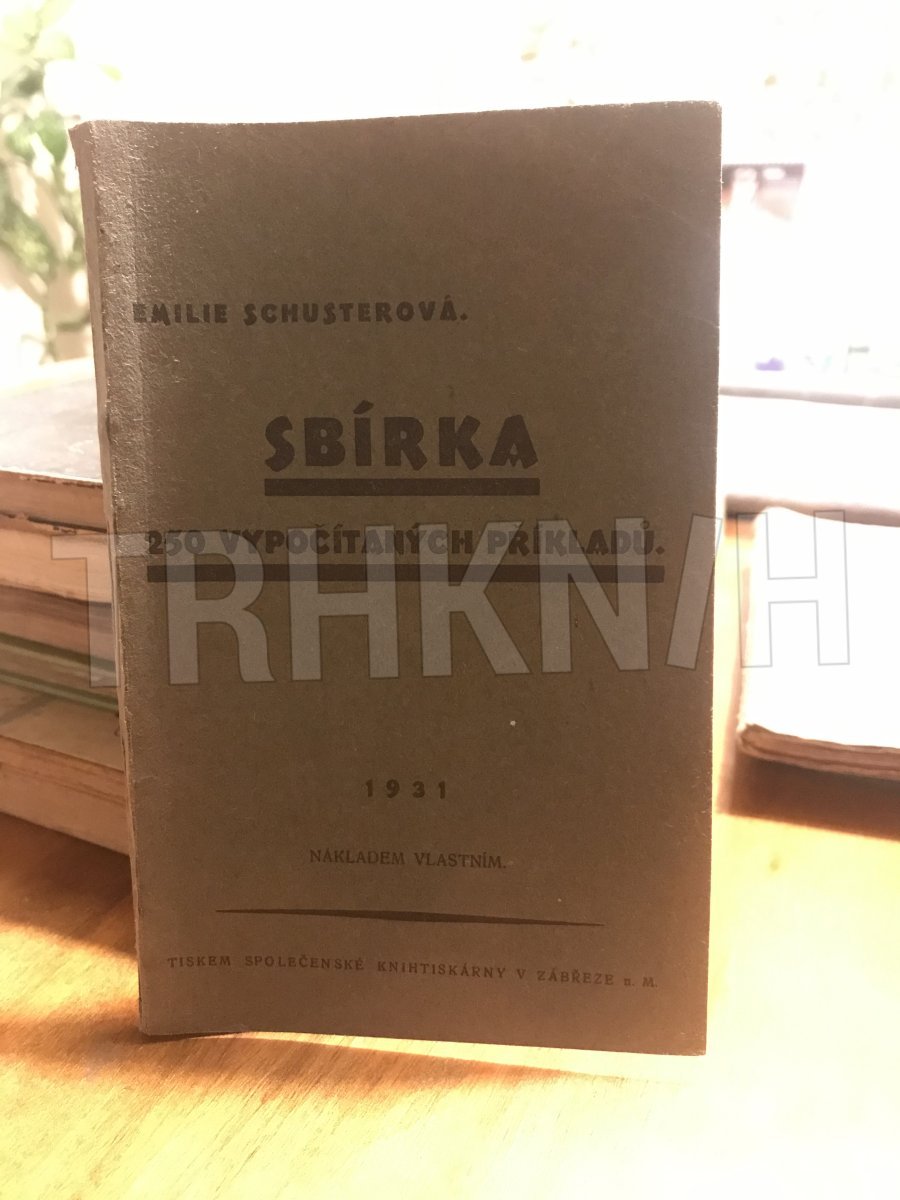 EMILIE SCHUSTEROVÁ.
SBÍRKA
250 VYPOČÍTANÝCH PŘÍKLADŮ.
TRHKNIH
1931
NÁKLADEM VLASTNÍM.
TISKEM SPOLEČENSKÉ KNIHTISKÁRNY V ZÁBŘEZE n. M.